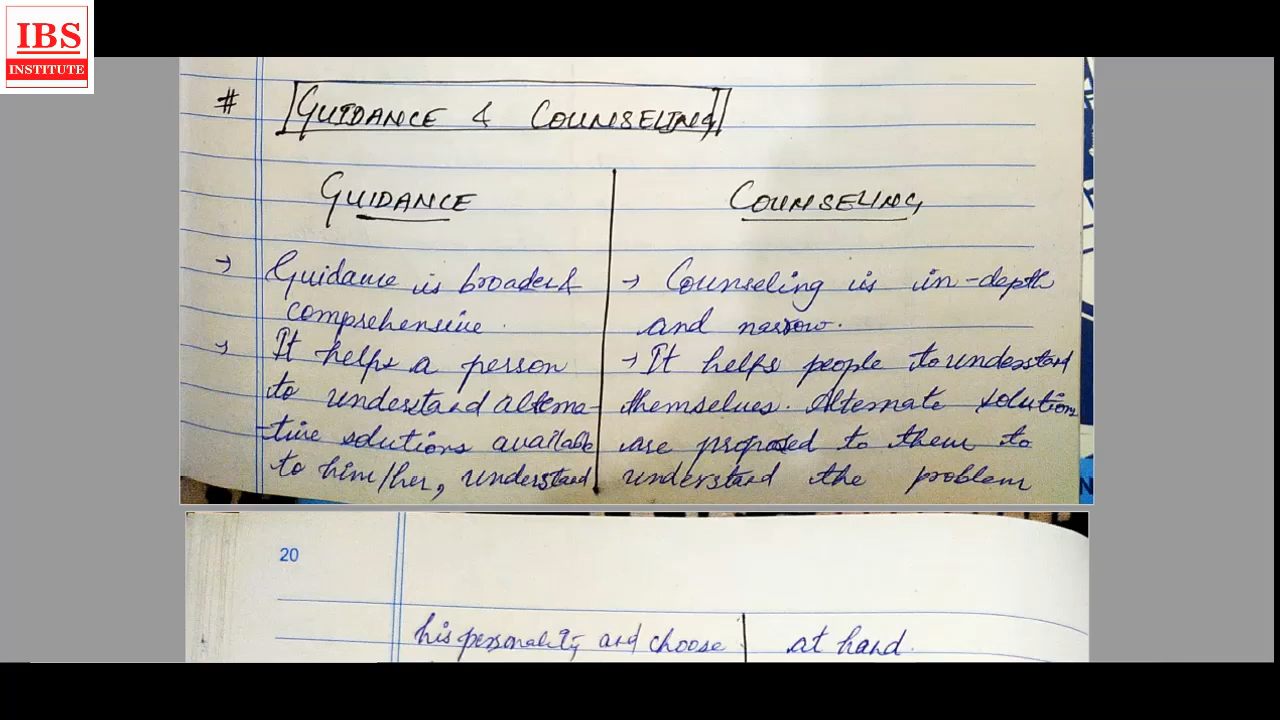 IBS
INSTITUTE
# GUIDANCE & COUNSELING
GUIDANCE
→ Guidance is broader &
comprehensive.
→ It helps a person
to understand alterna-
-tive solutions available
to him/her, understand
COUNSELING
→ Counseling is in-depth
and narrow.
→ It helps people to understand
themselves. Alternate solution
are proposed to them to
understand the problem
N
20
his personality and choose
at hand.